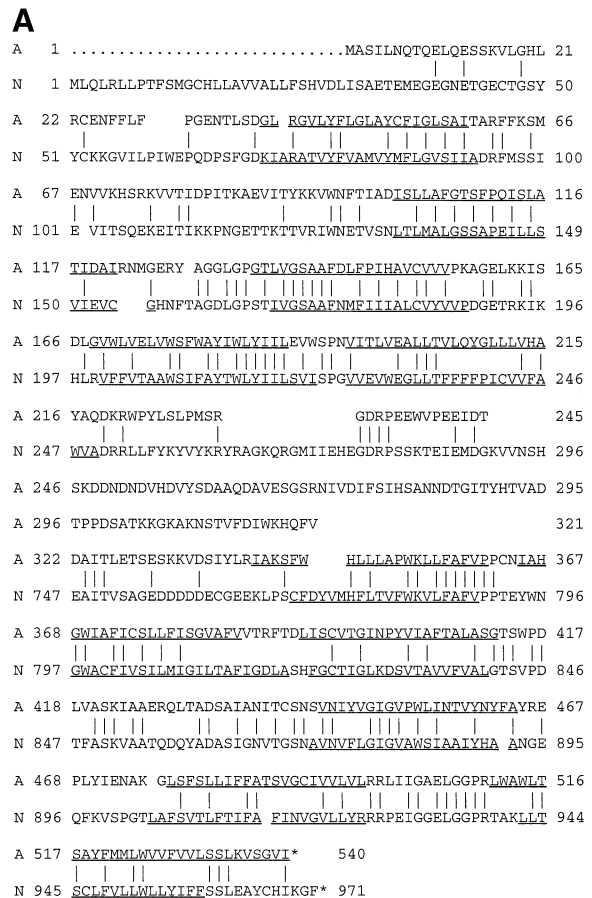 A
A 1 ..............................MASILNQTQELQESSKVLGHL 21
N 1 MLQLRLLPTFSMGCHLLAVVALLFSHVDLISAETEMEGEGNETGECTGSY 50
A 22 RCENFFLF PGENTLSDGL RGVLYFLGLAYCFIGLSAITARFFKSM 66
N 51 YCKKGVILPIWEPQDPSFGDKIARATVYFVAMVYMFLGVSIIADRFMSSI 100
A 67 ENVVKHSRKVVTIDPITKAEVITYKKVWNFTIADISLLAFGTSFPQISLA 116
N 101 E VITSQEKEITIKKPNGETTKTTVRIWNETVSNLTLMALGSSAPEILLS 149
A 117 TIDAIRNMGERY AGGLGPGTLVGSAAFDLFPIHAVCVVVPKAGELKKIS 165
N 150 VIEVC GHNFTAGDLGPSTIVGSAAFNMFIIIALCVYVVPDGETRKIK 196
A 166 DLGVWLVELVWSFWAYIWLYIILEVWSPNVITLVEALLTVLQYGLLLVHA 215
N 197 HLRVFFVTAAWSIFAYTWLYIILSVISPGVVEVWEGLLTFFFFPICVVFA 246
A 216 YAQDKRWPYLSLPMSR GDRPEEWVPEEIDT 245
N 247 WVADRRLLFYKYVYKRYRAGKQRGMIIEHEGDRPSSKTEIEMDGKVVNSH 296
A 246 SKDDNDNDVHDVYSDAAQDAVESGSRNIVDIFSIHSANNDTGITYHTVAD 295
A 296 TPPDSATKKGKAKNSTVFDIWKHQFV 321
A 322 DAITLETSESKKVDSIYLRIAKSFW HLLLAPWKLLFAFVPPCNIAH 367
N 747 EAITVSAGEDDDDDECGEEKLPSCFDYVMHFLTVFWKVLFAFVPPTEYWN 796
A 368 GWIAFICSLLFISGVAFVVTRFTDLISCVTGINPYVIAFTALASGTSWPD 417
N 797 GWACFIVSILMIGILTAFIGDLASHFGCTIGLKDSVTAVVFVALGTSVPD 846
A 418 LVASKIAAERQLTADSAIANITCSNSVNIYVGIGVPWLINTVYNYFAYRE 467
N 847 TFASKVAATQDQYADASIGNVTGSNAVNVFLGIGVAWSIAAIYHA ANGE 895
A 468 PLYIENAK GLSFSLLIFFATSVGCIVVLVLRRLIIGAELGGPRLWAWLT 516
N 896 QFKVSPGTLAFSVTLFTIFA FINVGVLLYRRRPEIGGELGGPRTAKLLT 944
A 517 SAYFMMLWVVFVVLSSLKVSGVI* 540
N 945 SCLFVLLWLLYIFFSSLEAYCHIKGF* 971